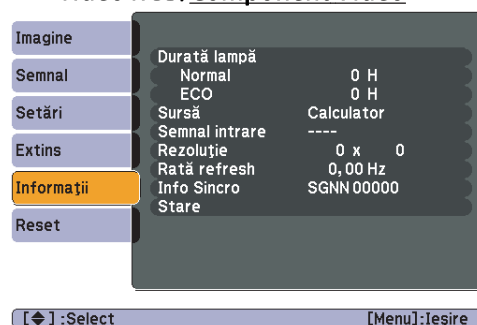 Imagine
Semnal
Setări
Extins
Informaţii
Reset
Durată lampă
Normal 0 H
ECO 0 H
Sursă Calculator
Semnal intrare ----
Rezoluţie 0 x 0
Rată refresh 0,00 Hz
Info Sincro SGNN 00000
Stare
[◆] :Select [Menu]:Iesire